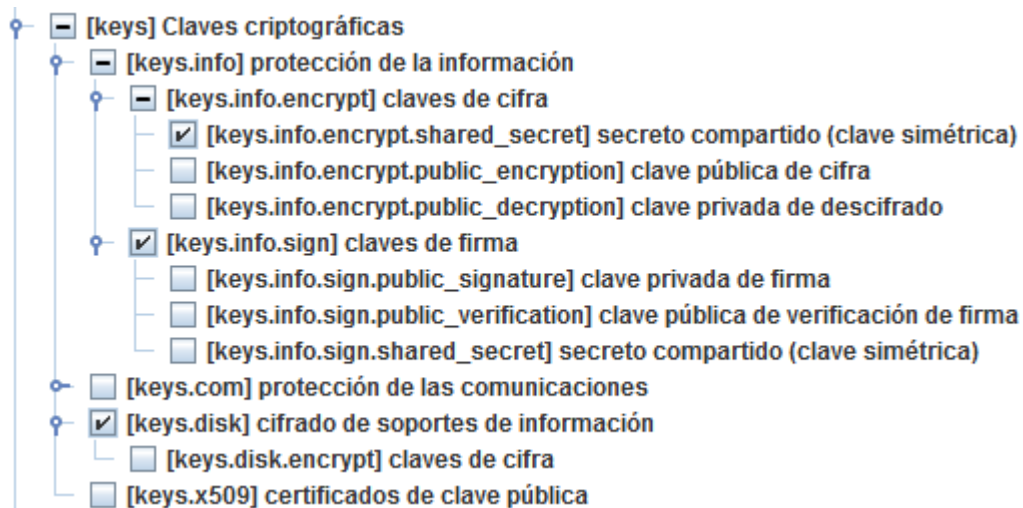 [keys] Claves criptográficas
[keys.info] protección de la información
[keys.info.encrypt] claves de cifra
[keys.info.encrypt.shared_secret] secreto compartido (clave simétrica)
[keys.info.encrypt.public_encryption] clave pública de cifra
[keys.info.encrypt.public_decryption] clave privada de descifrado
[keys.info.sign] claves de firma
[keys.info.sign.public_signature] clave privada de firma
[keys.info.sign.public_verification] clave pública de verificación de firma
[keys.info.sign.shared_secret] secreto compartido (clave simétrica)
[keys.com] protección de las comunicaciones
[keys.disk] cifrado de soportes de información
[keys.disk.encrypt] claves de cifra
[keys.x509] certificados de clave pública